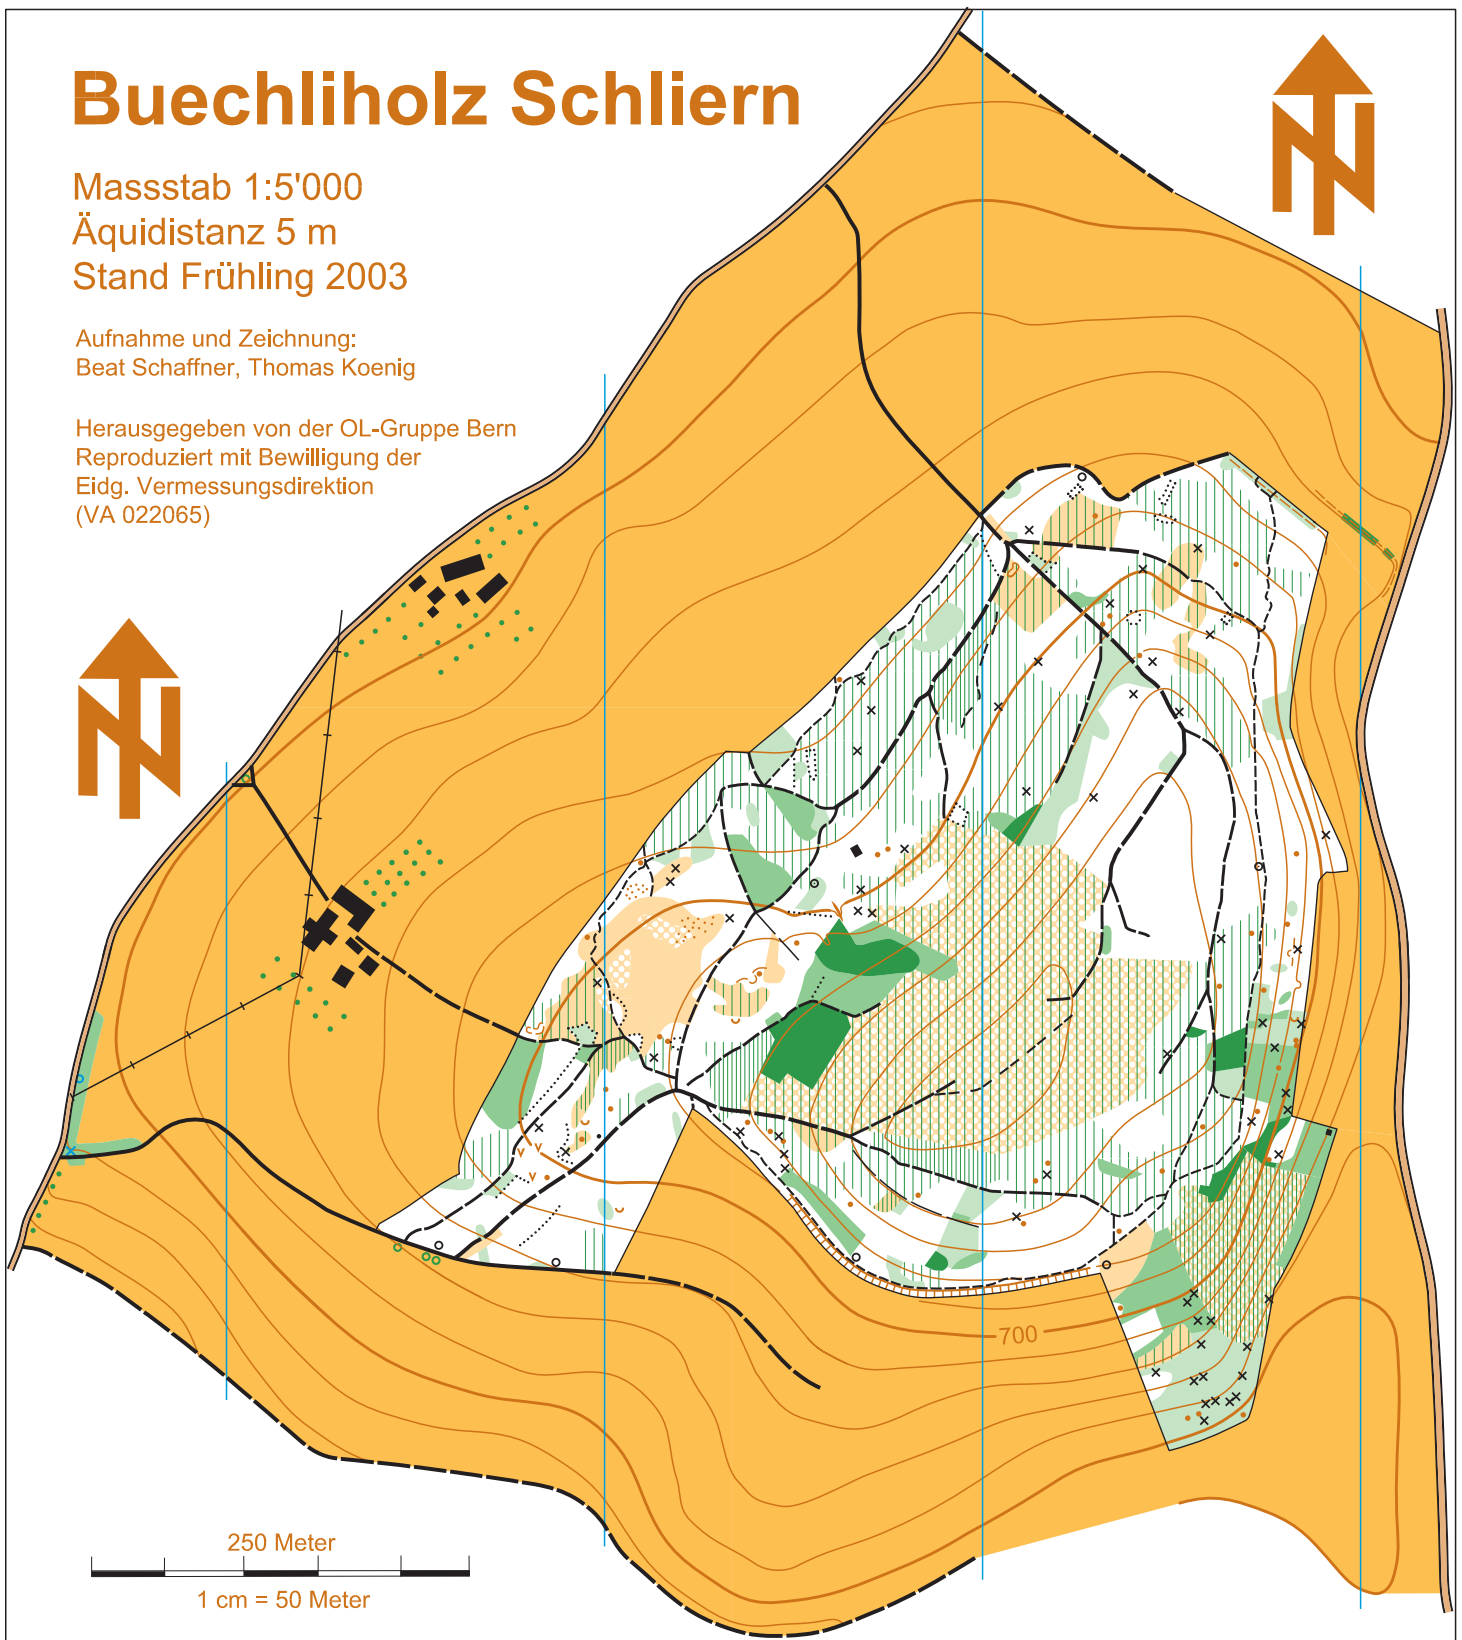 Buechliholz Schliern
Massstab 1:5'000
Äquidistanz 5 m
Stand Frühling 2003
Aufnahme und Zeichnung:
Beat Schaffner, Thomas Koenig
Herausgegeben von der OL-Gruppe Bern
Reproduziert mit Bewilligung der
Eidg. Vermessungsdirektion
(VA 022065)
700
250 Meter
1 cm = 50 Meter